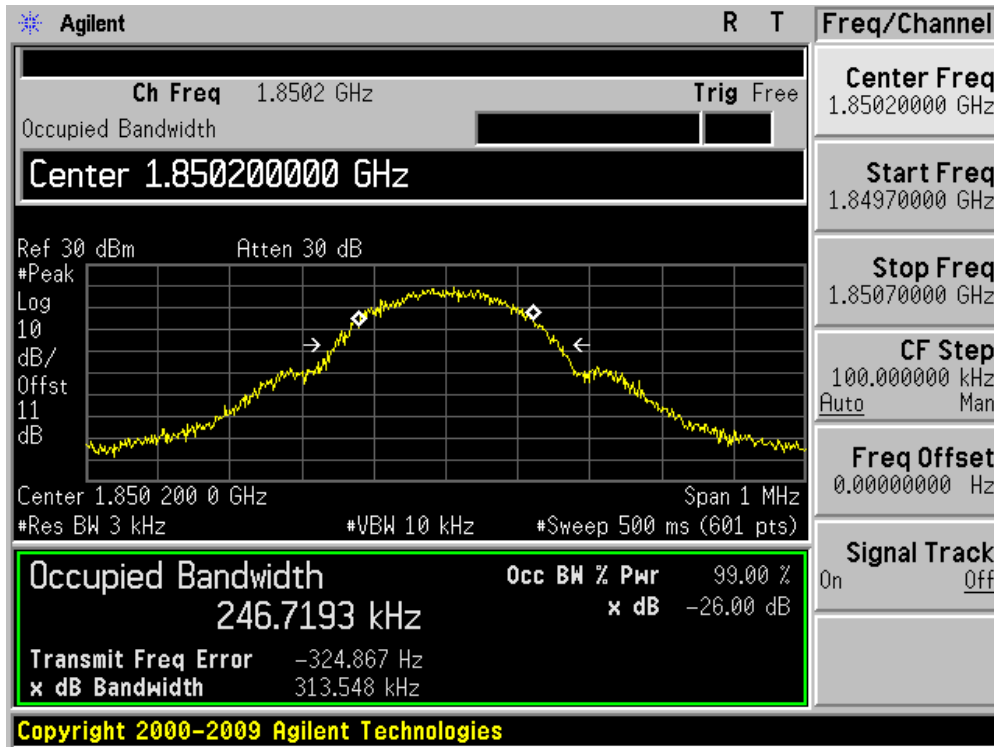 Agilent R T
Freq/Channel
Ch Freq 1.8502 GHz Trig Free
Occupied Bandwidth
Center 1.850200000 GHz
Ref 30 dBm Atten 30 dB
#Peak
Log
10
dB/
Offst
11
dB
Center 1.850 200 0 GHz Span 1 MHz
#Res BW 3 kHz #VBW 10 kHz #Sweep 500 ms (601 pts)
Occupied Bandwidth
246.7193 kHz
Occ BW % Pwr 99.00 %
x dB -26.00 dB
Transmit Freq Error -324.867 Hz
x dB Bandwidth 313.548 kHz
Center Freq
1.85020000 GHz
Start Freq
1.84970000 GHz
Stop Freq
1.85070000 GHz
CF Step
100.000000 kHz
Auto Man
Freq Offset
0.00000000 Hz
Signal Track
On Off
Copyright 2000-2009 Agilent Technologies